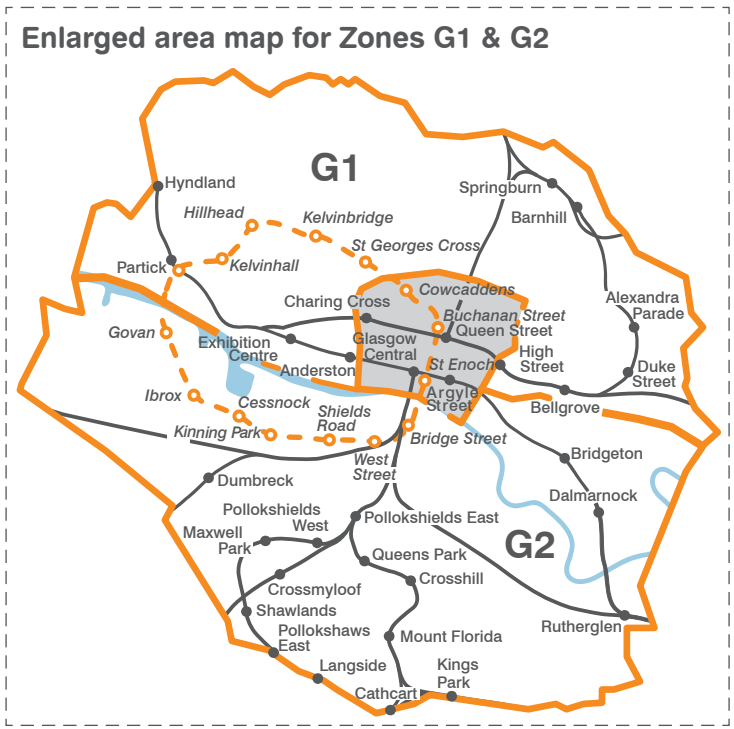 Enlarged area map for Zones G1 & G2
G1
Hyndland
Springburn
Hillhead
Kelvinbridge
Barnhill
St Georges Cross
Partick
Kelvinhall
Cowcaddens
Charing Cross
Alexandra
Parade
Buchanan Street
Queen Street
Govan
Exhibition
Centre
Glasgow
Central
High
Street
St Enoch
Anderston
Duke
Street
Ibrox
Cessnock
Argyle
Street
Bellgrove
Shields
Road
Kinning Park
Bridge Street
West
Street
Bridgeton
Dumbreck
Dalmarnock
Pollokshields
West
Pollokshields East
Maxwell
Park
G2
Queens Park
Crosshill
Crossmyloof
Shawlands
Rutherglen
Pollokshaws
East
Mount Florida
Langside
Kings
Park
Cathcart